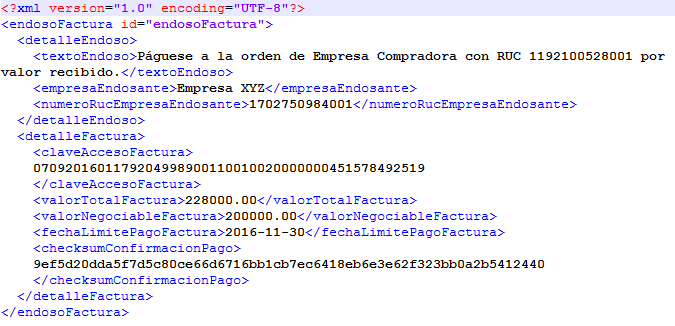 <?xml version="1.0" encoding="UTF-8"?>
<endosoFactura id="endosoFactura">
<detalleEndoso>
<textoEndoso>Páguese a la orden de Empresa Compradora con RUC 1192100528001 por
valor recibido.</textoEndoso>
<empresaEndosante>Empresa XYZ</empresaEndosante>
<numeroRucEmpresaEndosante>1702750984001</numeroRucEmpresaEndosante>
</detalleEndoso>
<detalleFactura>
<claveAccesoFactura>
0709201601179204998900110010020000000451578492519
</claveAccesoFactura>
<valorTotalFactura>228000.00</valorTotalFactura>
<valorNegociableFactura>200000.00</valorNegociableFactura>
<fechaLimitePagoFactura>2016-11-30</fechaLimitePagoFactura>
<checksumConfirmacionPago>
9ef5d20dda5f7d5c80ce66d6716bb1cb7ec6418eb6e3e62f323bb0a2b5412440
</checksumConfirmacionPago>
</detalleFactura>
</endosoFactura>